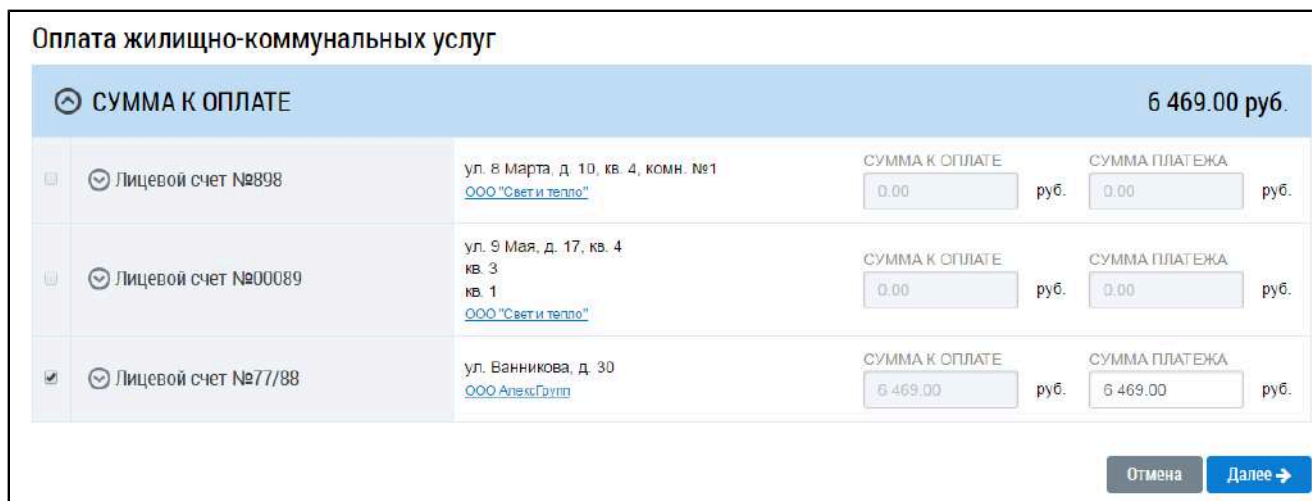 Оплата жилищно-коммунальных услуг
СУММА К ОПЛАТЕ 6 469.00 руб.
Лицевой счет №898
ул. 8 Марта, д. 10, кв. 4, комн. №1
ООО "Свет и тепло"
СУММА К ОПЛАТЕ СУММА ПЛАТЕЖА
0.00 руб. 0.00 руб.
Лицевой счет №00089
ул. 9 Мая, д. 17, кв. 4
кв. 3
кв. 1
ООО "Свет и тепло"
СУММА К ОПЛАТЕ СУММА ПЛАТЕЖА
0.00 руб. 0.00 руб.
Лицевой счет №77/88
ул. Ванникова, д. 30
ООО АлексГрупп
СУММА К ОПЛАТЕ СУММА ПЛАТЕЖА
6 469.00 руб. 6 469.00 руб.
Отмена Далее